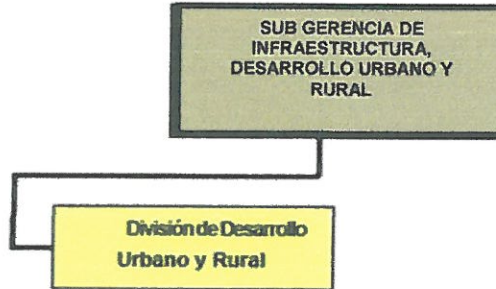 SUB GERENCIA DE
INFRAESTRUCTURA,
DESARROLLO URBANO Y
RURAL
División de Desarrollo
Urbano y Rural